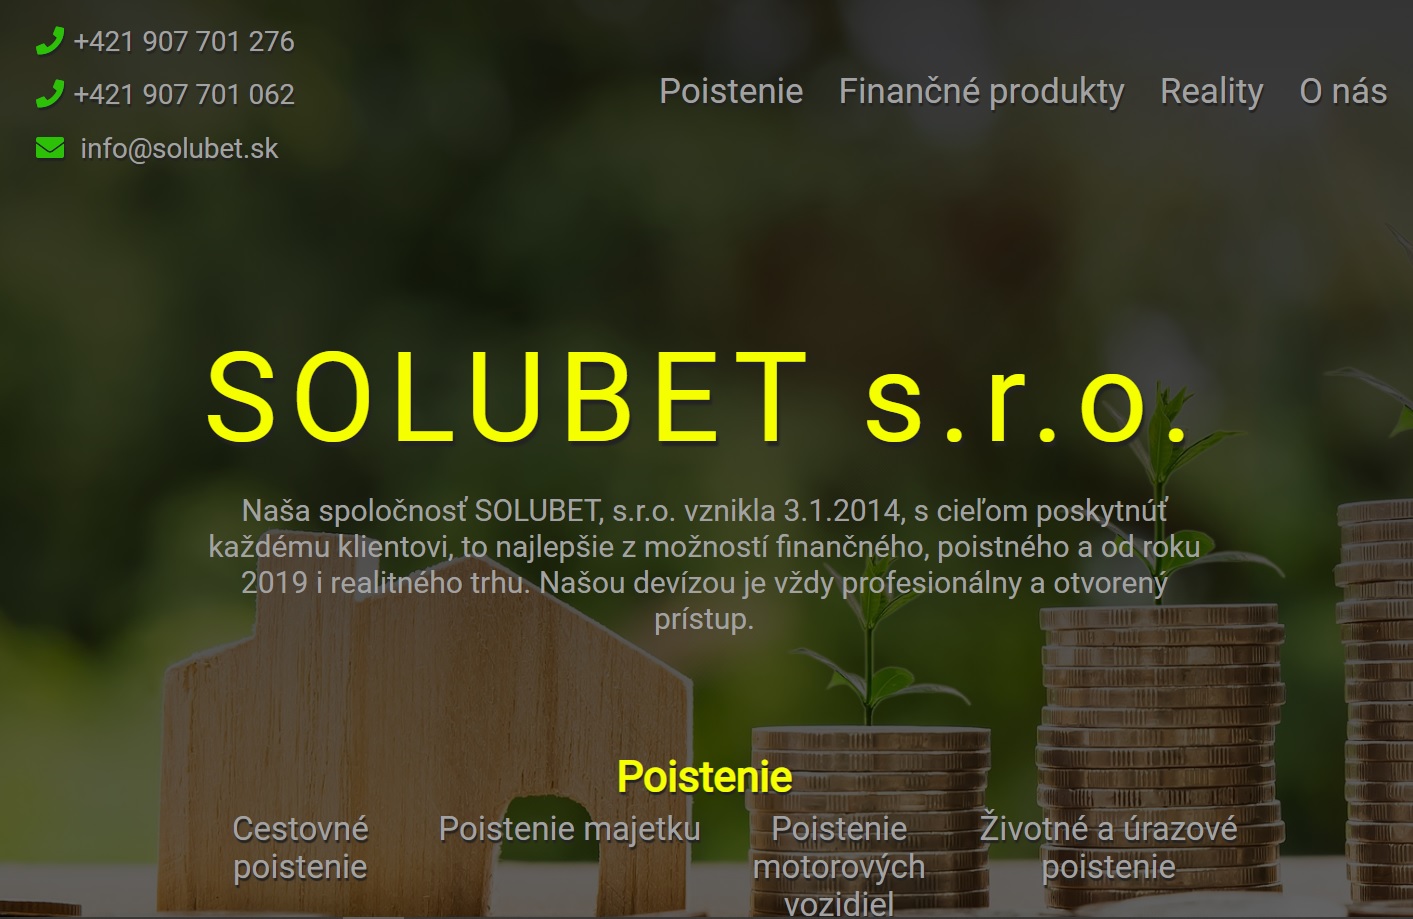 +421 907 701 276
+421 907 701 062
info@solubet.sk
Poistenie Finančné produkty Reality O nás
SOLUBET s.r.o.
Naša spoločnosť SOLUBET, s.r.o. vznikla 3.1.2014, s cieľom poskytnúť
každému klientovi, to najlepšie z možností finančného, poistného a od roku
2019 i realitného trhu. Našou devízou je vždy profesionálny a otvorený
prístup.
Poistenie
Cestovné
poistenie
Poistenie majetku
Poistenie
motorových
vozidiel
Životné a úrazové
poistenie